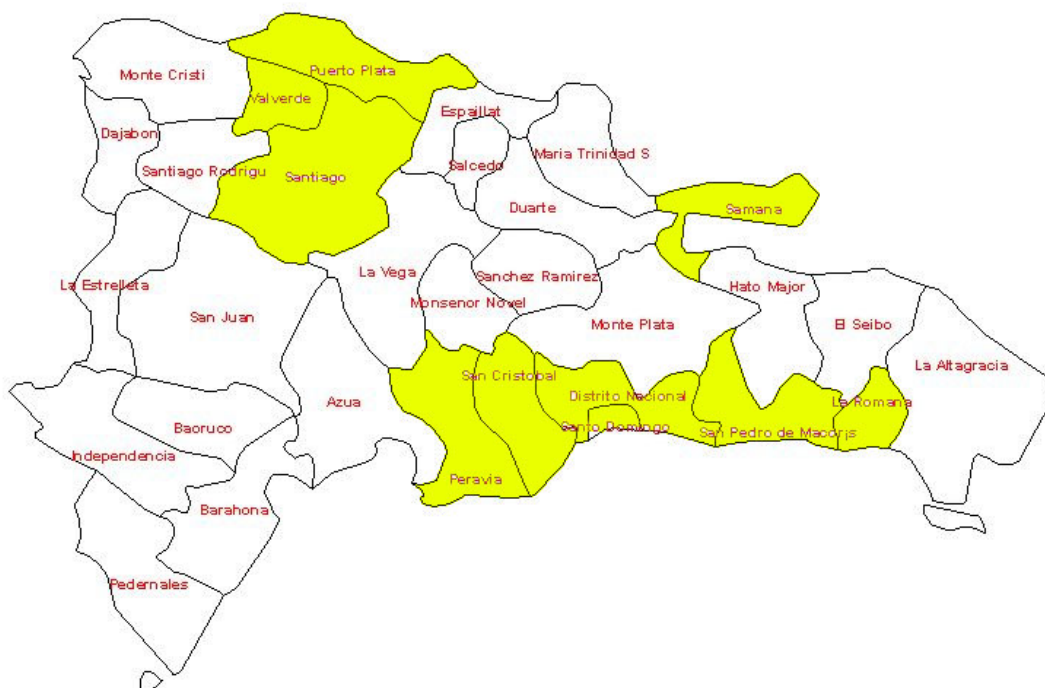 Puerto Plata
Monte Cristi
Valverde
Espaillat
Dajabon
Maria Trinidad S
Salcedo
Santiago Rodrigu
Santiago
Duarte
Samana
La Vega
Sanchez Ramirez
La Estrelleta
Hato Major
Monsenor Novel
San Juan
Monte Plata
El Seibo
La Altagracia
San Cristobal
Distrito Nacional
Azua
La Romana
Baoruco
Santo Domingo
San Pedro de Macorjs
Independencia
Peravia
Barahona
Pedernales